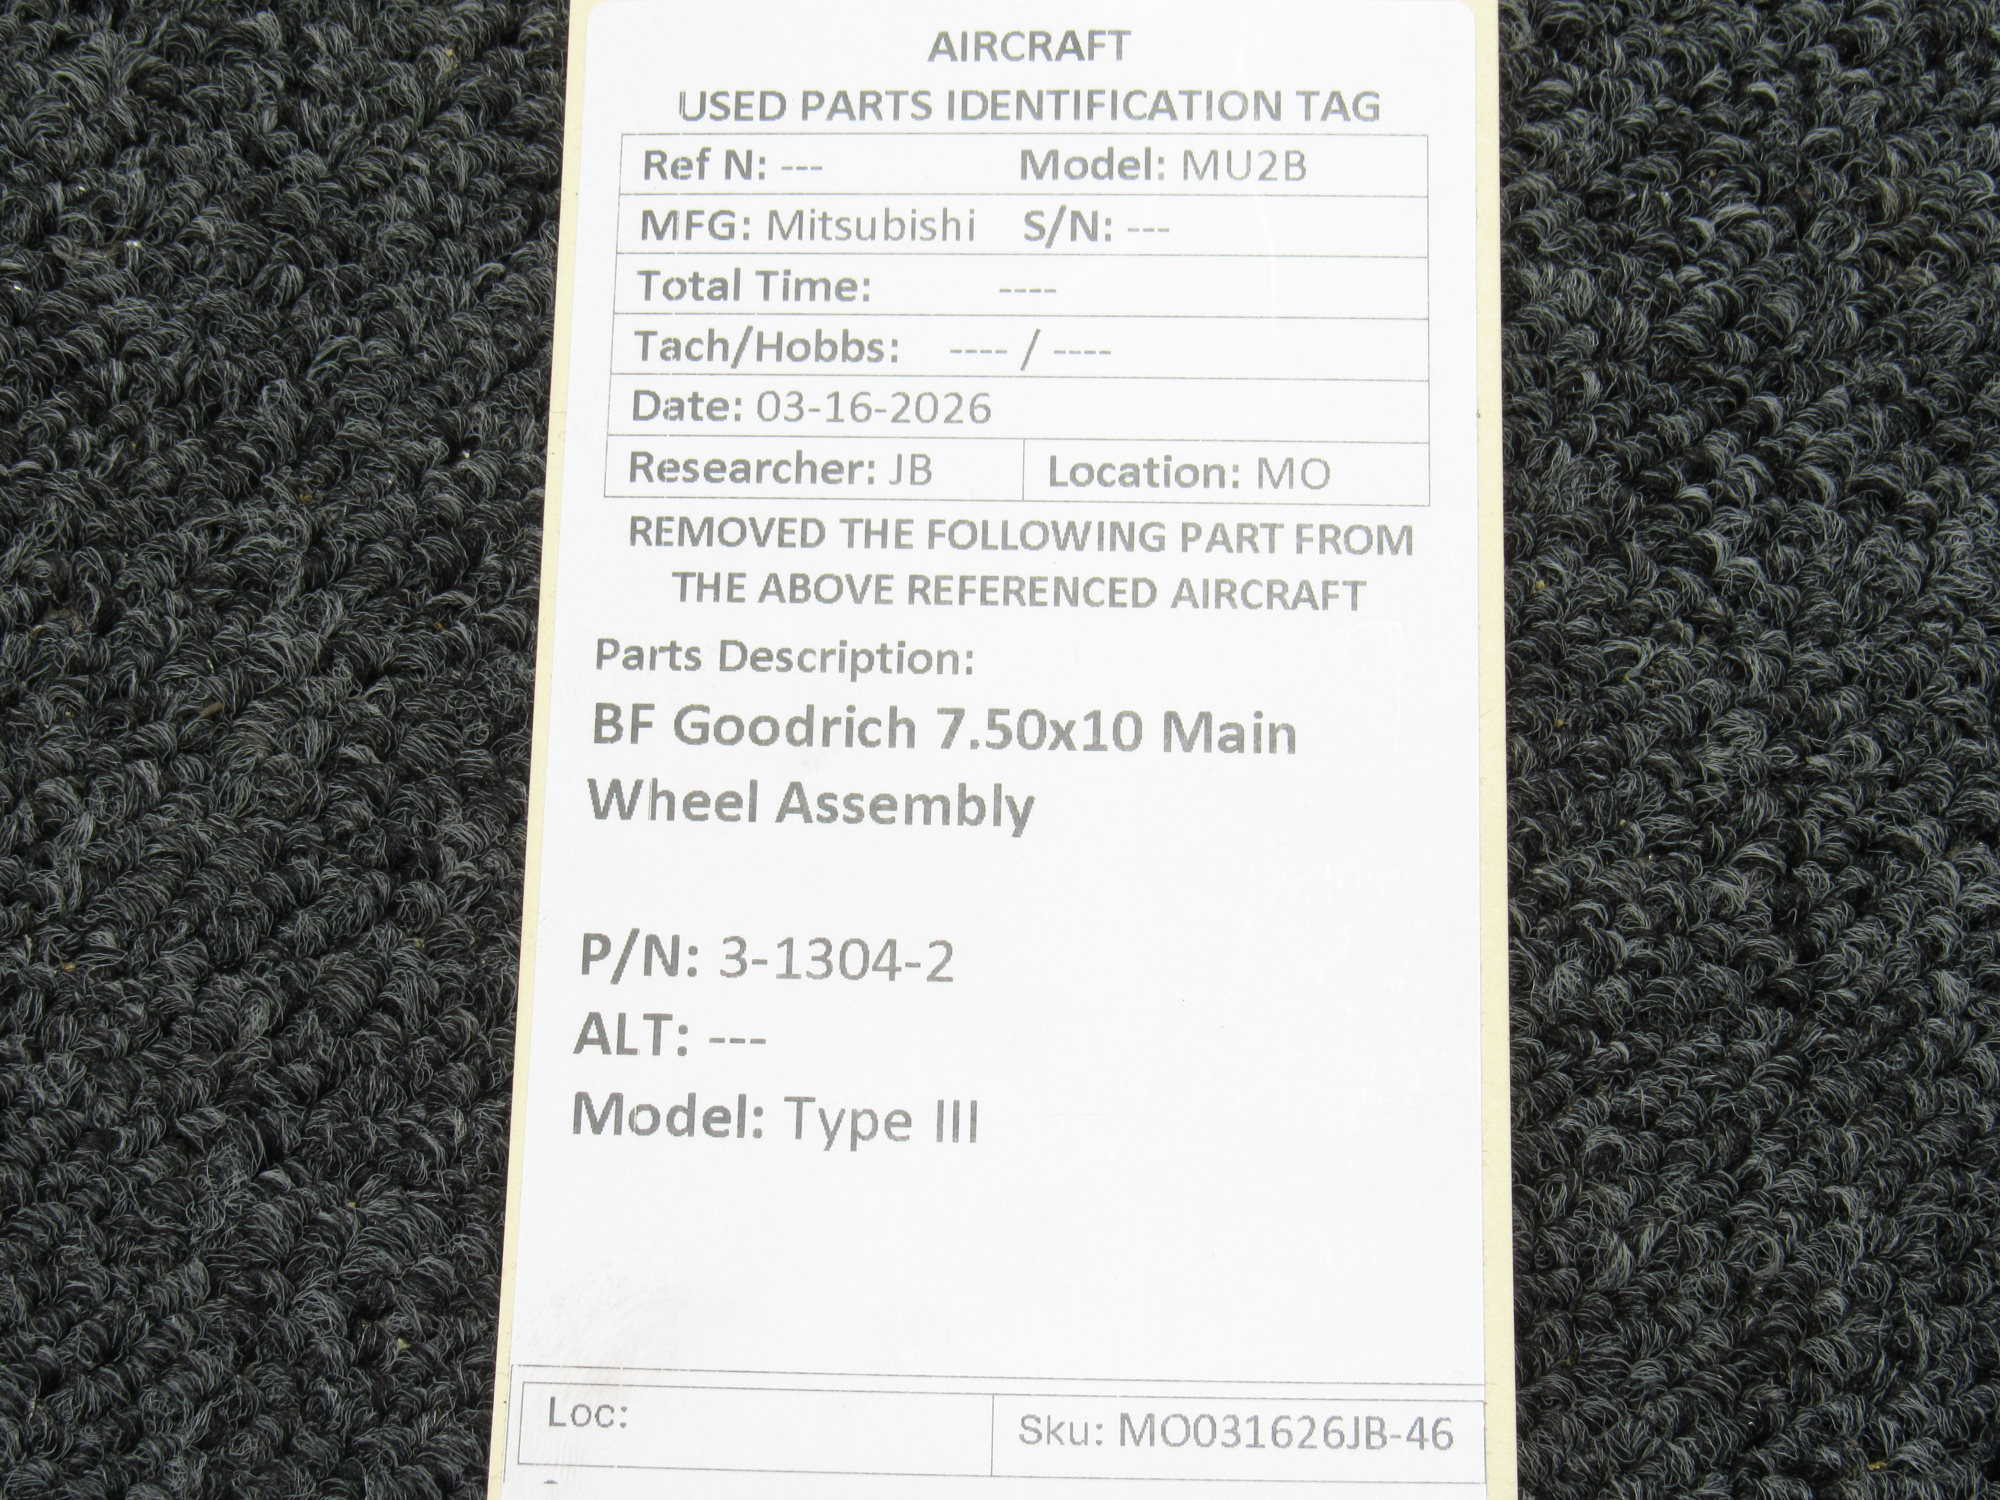 AIRCRAFT
USED PARTS IDENTIFICATION TAG
Ref N: --- Model: MU2B
MFG: Mitsubishi S/N: ---
Total Time: ----
Tach/Hobbs: ---- / ----
Date: 03-16-2026
Researcher: JB Location: MO
REMOVED THE FOLLOWING PART FROM
THE ABOVE REFERENCED AIRCRAFT
Parts Description:
BF Goodrich 7.50x10 Main
Wheel Assembly
P/N: 3-1304-2
ALT: ---
Model: Type III
Loc: Sku: MO031626JB-46